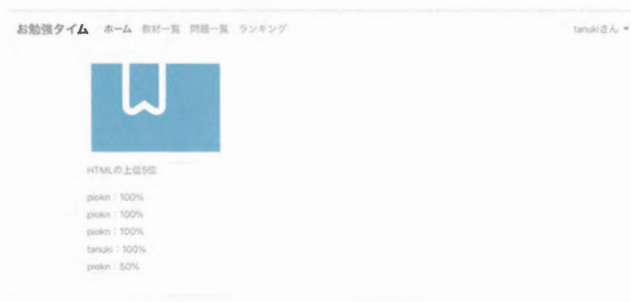 お勉強タイム ホーム 教材一覧 問題一覧 ランキング tanukiさん
HTMLの上位5位
piokn：100%
piokn：100%
piokn：100%
tanuki：100%
piokn：50%